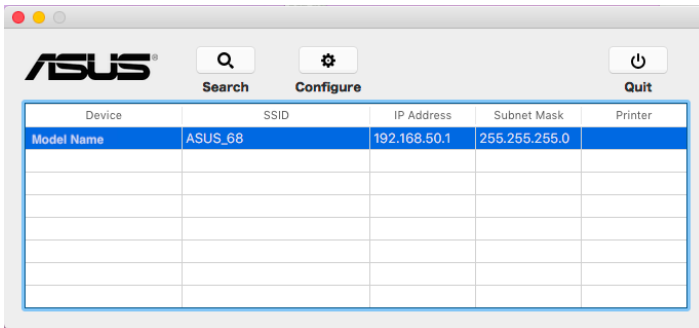 ASUS®
Search
Configure
Quit
Device SSID IP Address Subnet Mask Printer
Model Name ASUS_68 192.168.50.1 255.255.255.0